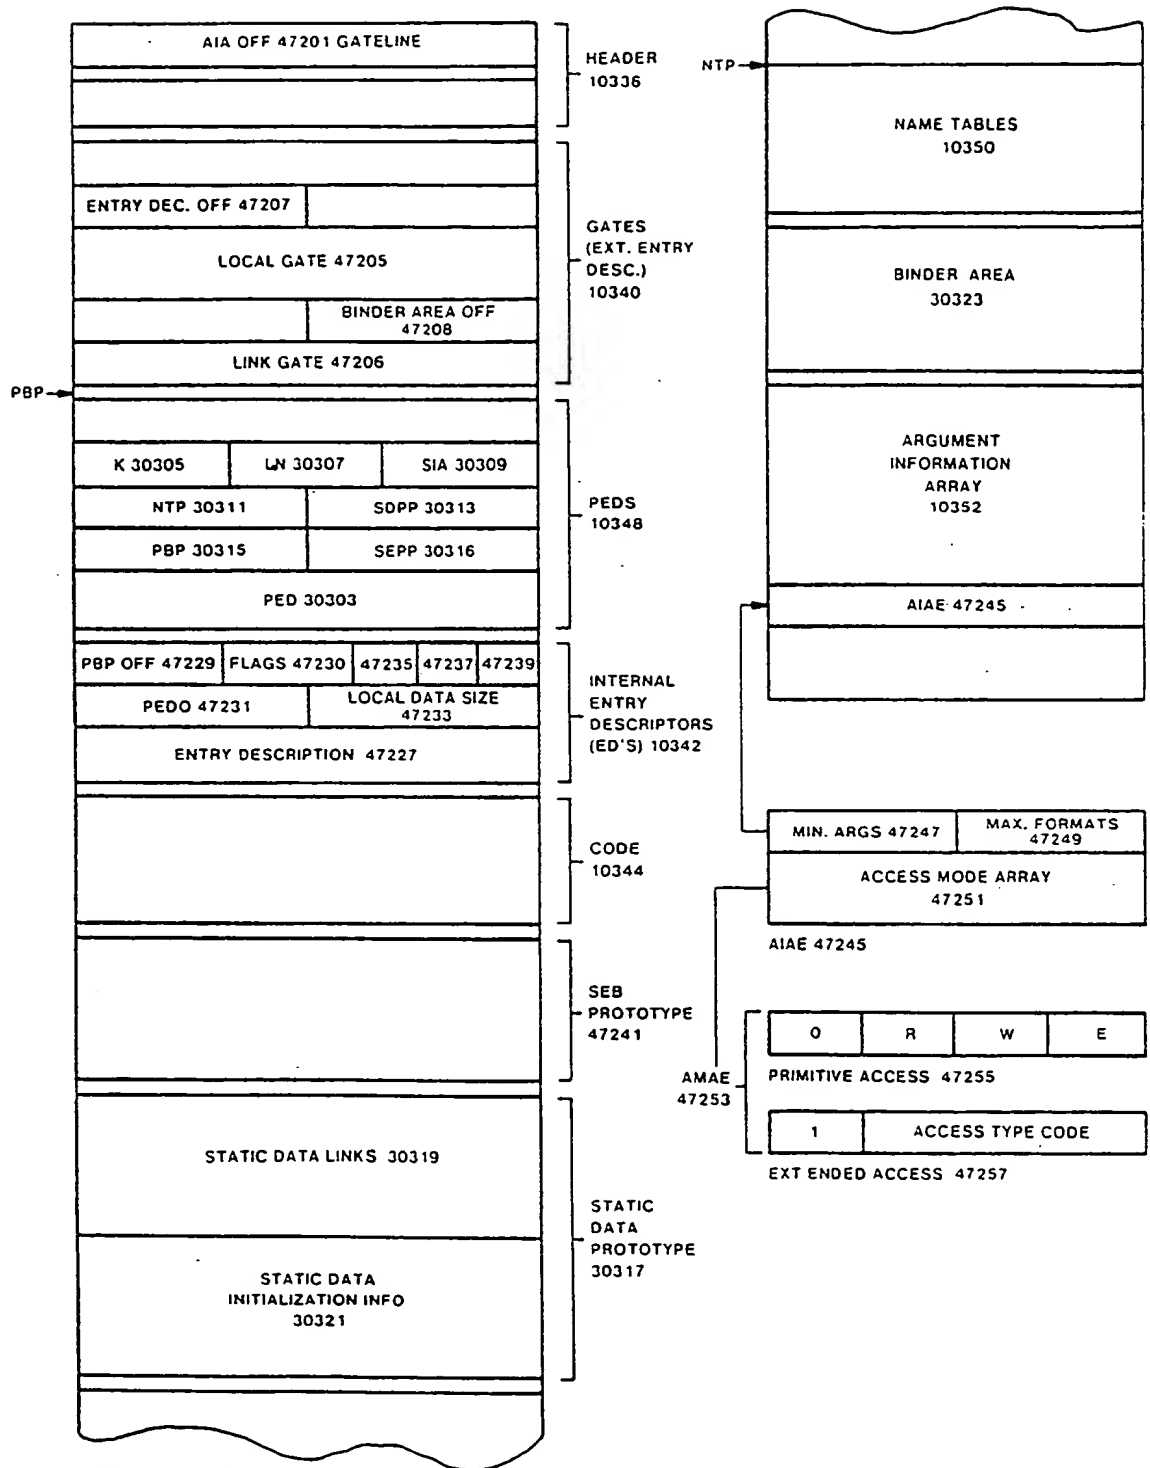 AIA OFF 47201 GATELINE
HEADER
10336
ENTRY DEC. OFF 47207
LOCAL GATE 47205
BINDER AREA OFF
47208
LINK GATE 47206
GATES
(EXT. ENTRY
DESC.)
10340
PBP
K 30305
LN 30307
SIA 30309
NTP 30311
SDPP 30313
PBP 30315
SEPP 30316
PED 30303
PEDS
10348
PBP OFF 47229
FLAGS 47230
47235
47237
47239
PEDO 47231
LOCAL DATA SIZE
47233
ENTRY DESCRIPTION 47227
INTERNAL
ENTRY
DESCRIPTORS
(ED'S) 10342
CODE
10344
SEB
PROTOTYPE
47241
STATIC DATA LINKS 30319
STATIC DATA
INITIALIZATION INFO
30321
STATIC
DATA
PROTOTYPE
30317
NTP
NAME TABLES
10350
BINDER AREA
30323
ARGUMENT
INFORMATION
ARRAY
10352
AIAE 47245
MIN. ARGS 47247
MAX. FORMATS
47249
ACCESS MODE ARRAY
47251
AIAE 47245
AMAE
47253
O R W E
PRIMITIVE ACCESS 47255
1 ACCESS TYPE CODE
EXT ENDED ACCESS 47257